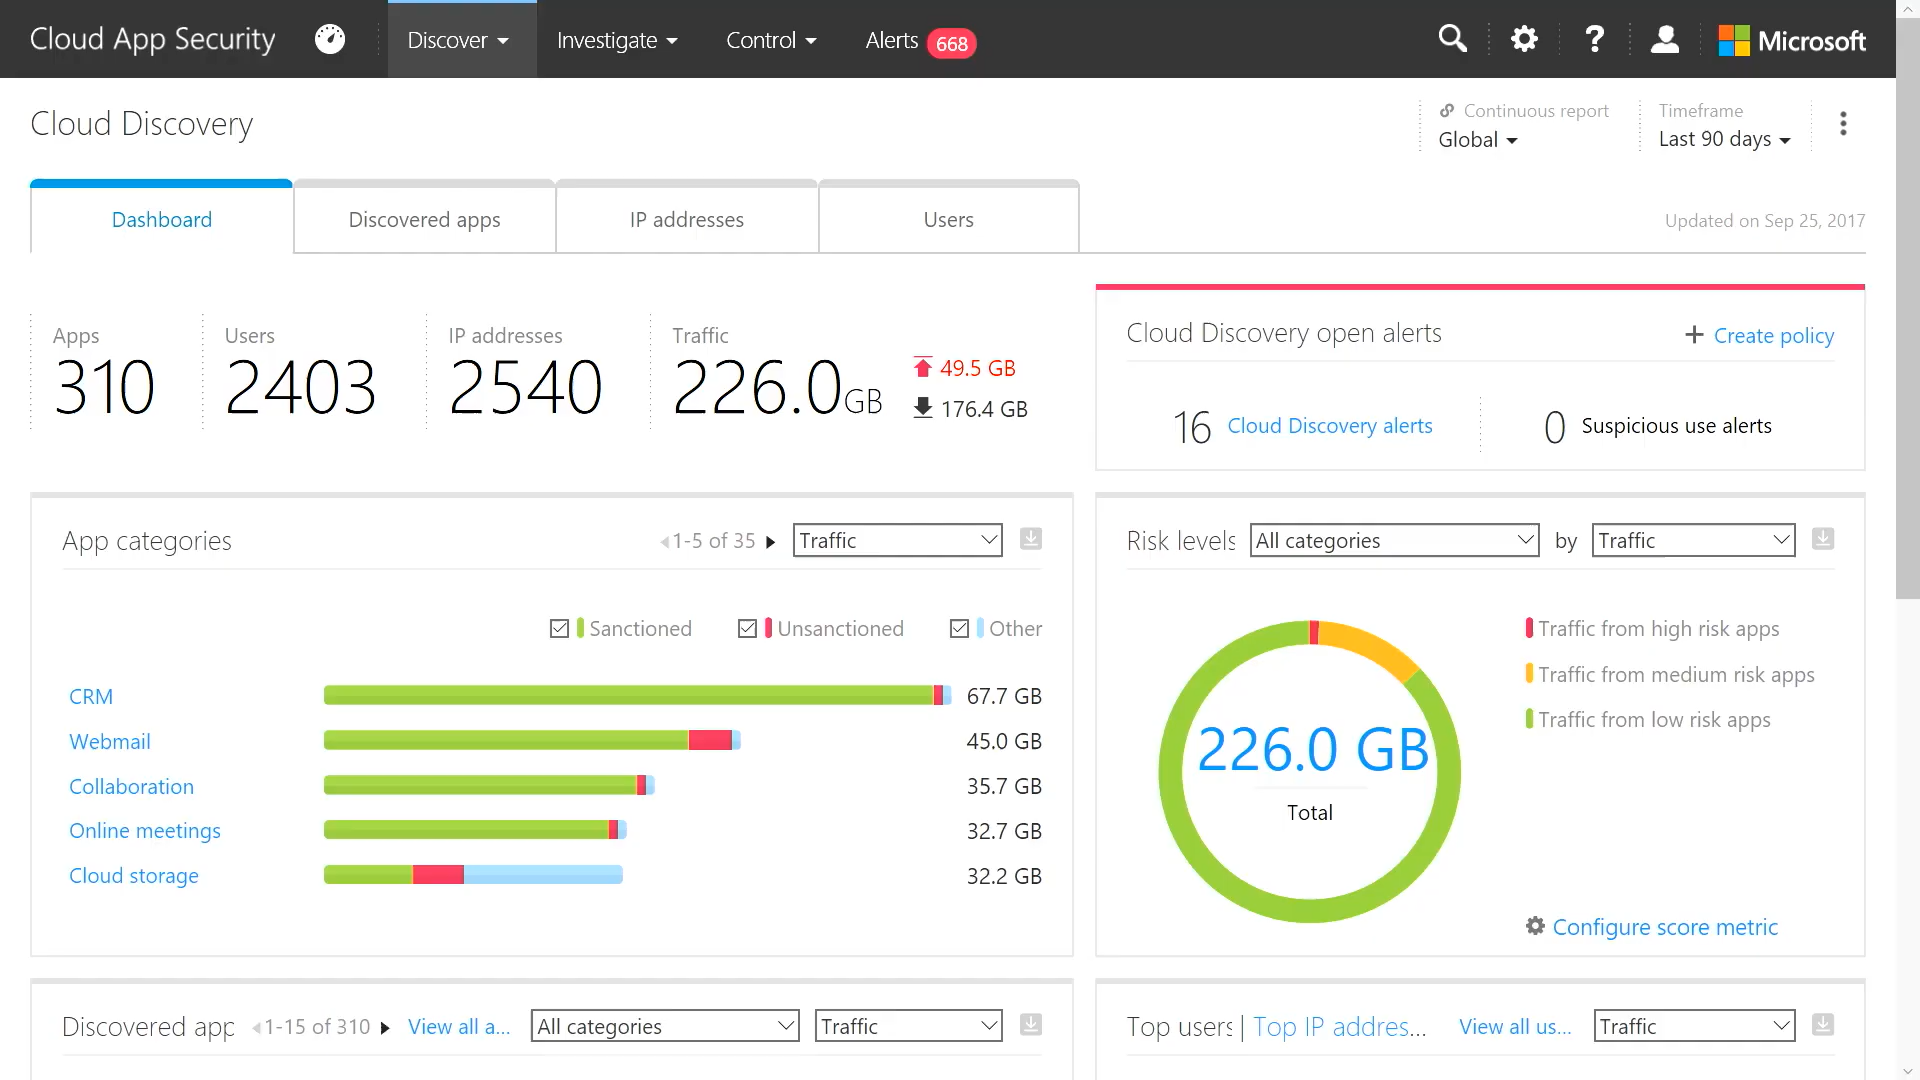 Cloud App Security
Discover
Investigate
Control
Alerts 668
?
Microsoft
Cloud Discovery
Continuous report
Global
Timeframe
Last 90 days
Dashboard
Discovered apps
IP addresses
Users
Updated on Sep 25, 2017
Apps
310
Users
2403
IP addresses
2540
Traffic
226.0GB
49.5 GB
176.4 GB
Cloud Discovery open alerts
+ Create policy
16 Cloud Discovery alerts
0 Suspicious use alerts
App categories
1-5 of 35
Traffic
Sanctioned
Unsanctioned
Other
CRM
67.7 GB
Webmail
45.0 GB
Collaboration
35.7 GB
Online meetings
32.7 GB
Cloud storage
32.2 GB
Risk levels
All categories
by
Traffic
Traffic from high risk apps
Traffic from medium risk apps
Traffic from low risk apps
226.0 GB
Total
Configure score metric
Discovered app
1-15 of 310
View all a...
All categories
Traffic
Top users | Top IP addres...
View all us...
Traffic